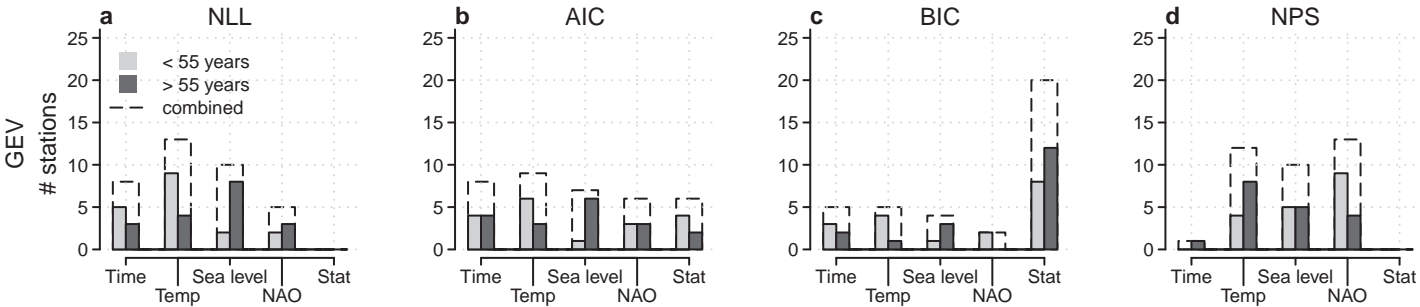 a NLL
b AIC
c BIC
d NPS
GEV
# stations
25
20
15
10
5
0
< 55 years
> 55 years
combined
Time
Temp
Sea level
NAO
Stat
25
20
15
10
5
0
Time
Temp
Sea level
NAO
Stat
25
20
15
10
5
0
Time
Temp
Sea level
NAO
Stat
25
20
15
10
5
0
Time
Temp
Sea level
NAO
Stat